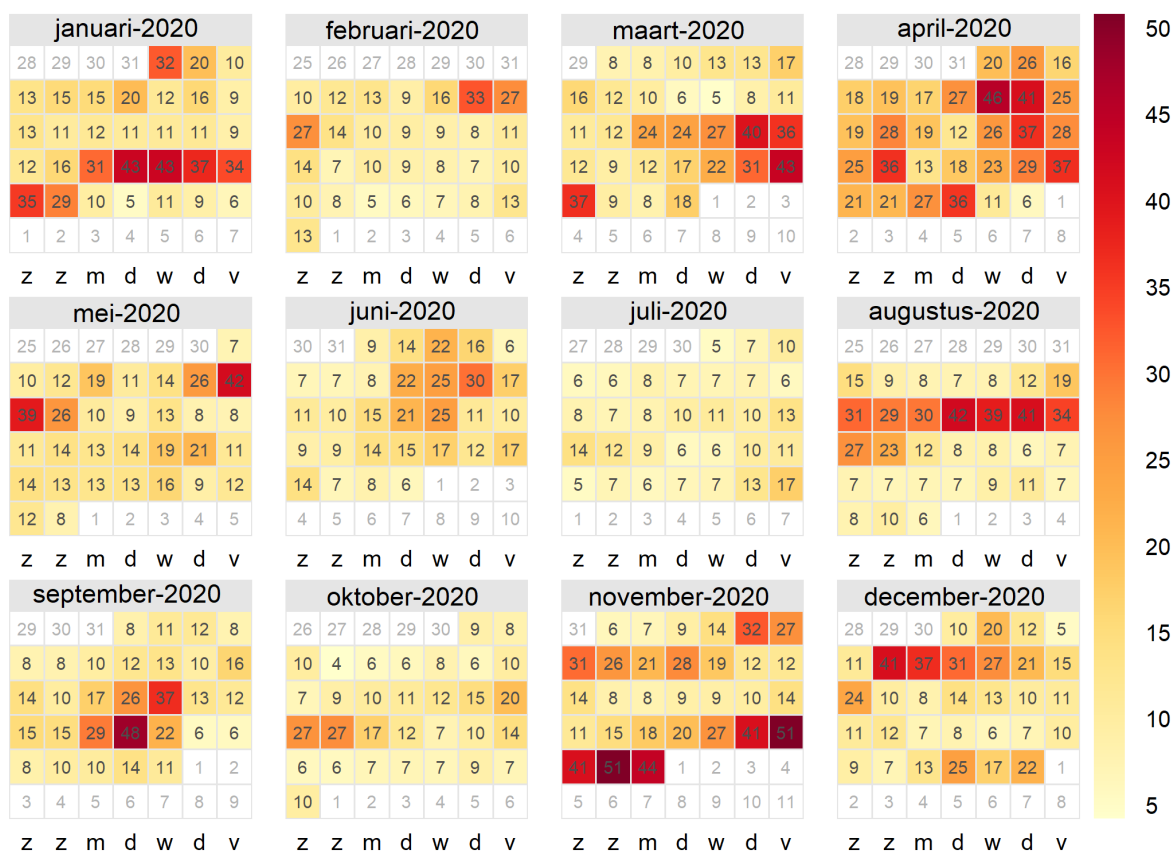 januari-2020 februari-2020 maart-2020 april-2020 50
28 29 30 31 32 20 10 25 26 27 28 29 30 31 29 8 8 10 13 13 17 28 29 30 31 20 26 16
13 15 15 20 12 16 9 10 12 13 9 16 33 27 16 12 10 6 5 8 11 18 19 17 27 46 41 25
45
13 11 12 11 11 11 9 27 14 10 9 9 8 11 11 12 24 24 27 40 36 19 28 19 12 26 37 28
12 16 31 43 43 37 34 14 7 10 9 8 7 10 12 9 12 17 22 31 43 25 36 13 18 23 29 37
35 29 10 5 11 9 6 10 8 5 6 7 8 13 37 9 8 18 1 2 3 21 21 27 36 11 6 1
40
1 2 3 4 5 6 7 13 1 2 3 4 5 6 4 5 6 7 8 9 10 2 3 4 5 6 7 8
z z m d w d v z z m d w d v z z m d w d v z z m d w d v
35
mei-2020 juni-2020 juli-2020 augustus-2020
25 26 27 28 29 30 7 30 31 9 14 22 16 6 27 28 29 30 5 7 10 25 26 27 28 29 30 31
30
10 12 19 11 14 26 42 7 7 8 22 25 30 17 6 6 8 7 7 7 6 15 9 8 7 8 12 19
39 26 10 9 13 8 8 11 10 15 21 25 11 10 8 7 8 10 11 10 13 31 29 30 42 39 41 34
11 14 13 14 19 21 11 9 9 14 15 17 12 17 14 12 9 6 6 10 11 27 23 12 8 8 6 7
25
14 13 13 13 16 9 12 14 7 8 6 1 2 3 5 7 6 7 7 13 17 7 7 7 7 9 11 7
12 8 1 2 3 4 5 4 5 6 7 8 9 10 1 2 3 4 5 6 7 8 10 6 1 2 3 4
20
z z m d w d v z z m d w d v z z m d w d v z z m d w d v
september-2020 oktober-2020 november-2020 december-2020
29 30 31 8 11 12 8 26 27 28 29 30 9 8 31 6 7 9 14 32 27 28 29 30 10 20 12 5
15
8 8 10 12 13 10 16 10 4 6 6 8 6 10 31 26 21 28 19 12 12 11 41 37 31 27 21 15
14 10 17 26 37 13 12 7 9 10 11 12 15 20 14 8 8 9 9 10 14 24 10 8 14 13 10 11
10
15 15 29 48 22 6 6 27 27 17 12 7 10 14 11 15 18 20 27 41 51 11 12 7 8 6 7 10
8 10 10 14 11 1 2 6 6 7 7 7 9 7 41 51 44 1 2 3 4 9 7 13 25 17 22 1
3 4 5 6 7 8 9 10 1 2 3 4 5 6 5 6 7 8 9 10 11 2 3 4 5 6 7 8
5
z z m d w d v z z m d w d v z z m d w d v z z m d w d v